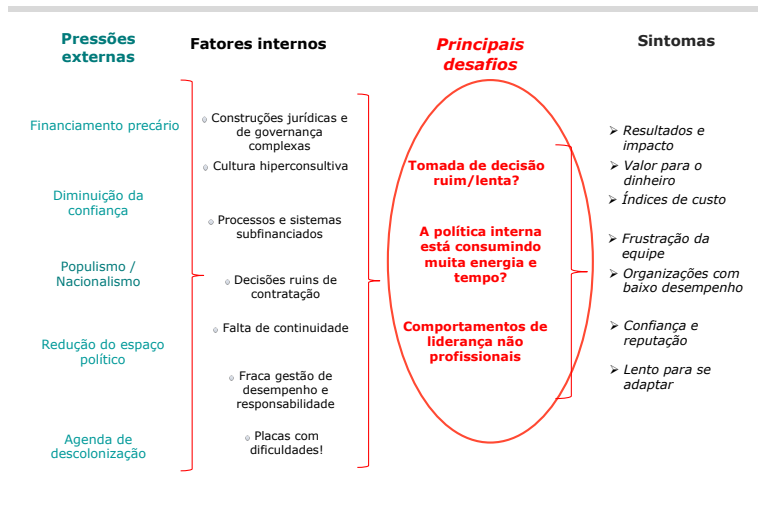 Pressões
externas
Financiamento precário
Diminuição da
confiança
Populismo /
Nacionalismo
Redução do espaço
político
Agenda de
descolonização
Fatores internos
Construções jurídicas e
de governança
complexas
Cultura hiperconsultiva
Processos e sistemas
subfinanciados
Decisões ruins de
contratação
Falta de continuidade
Fraca gestão de
desempenho e
responsabilidade
Placas com
dificuldades!
Principais
desafios
Tomada de decisão
ruim/lenta?
A política interna
está consumindo
muita energia e
tempo?
Comportamentos de
liderança não
profissionais
Sintomas
Resultados e
impacto
Valor para o
dinheiro
Índices de custo
Frustração da
equipe
Organizações com
baixo desempenho
Confiança e
reputação
Lento para se
adaptar